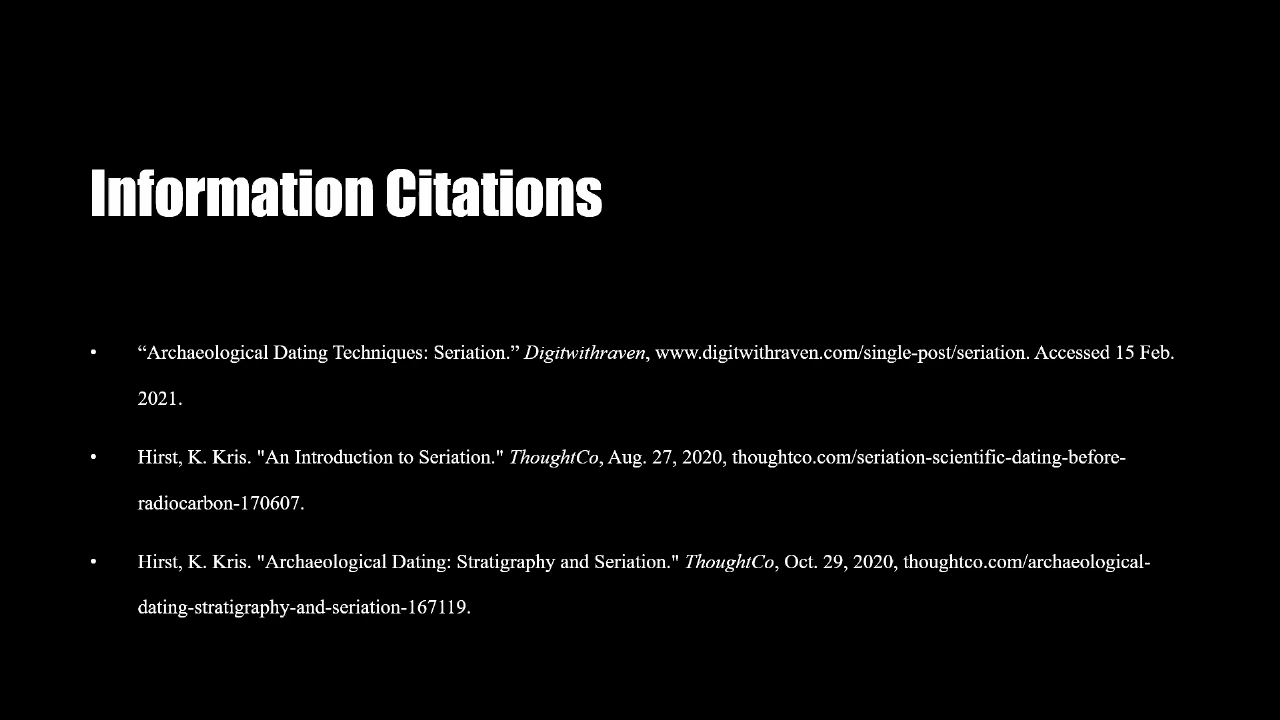 Information Citations
• “Archaeological Dating Techniques: Seriation.” Digitwithraven, www.digitwithraven.com/single-post/seriation. Accessed 15 Feb.
2021.
• Hirst, K. Kris. "An Introduction to Seriation." ThoughtCo, Aug. 27, 2020, thoughtco.com/seriation-scientific-dating-before-
radiocarbon-170607.
• Hirst, K. Kris. "Archaeological Dating: Stratigraphy and Seriation." ThoughtCo, Oct. 29, 2020, thoughtco.com/archaeological-
dating-stratigraphy-and-seriation-167119.